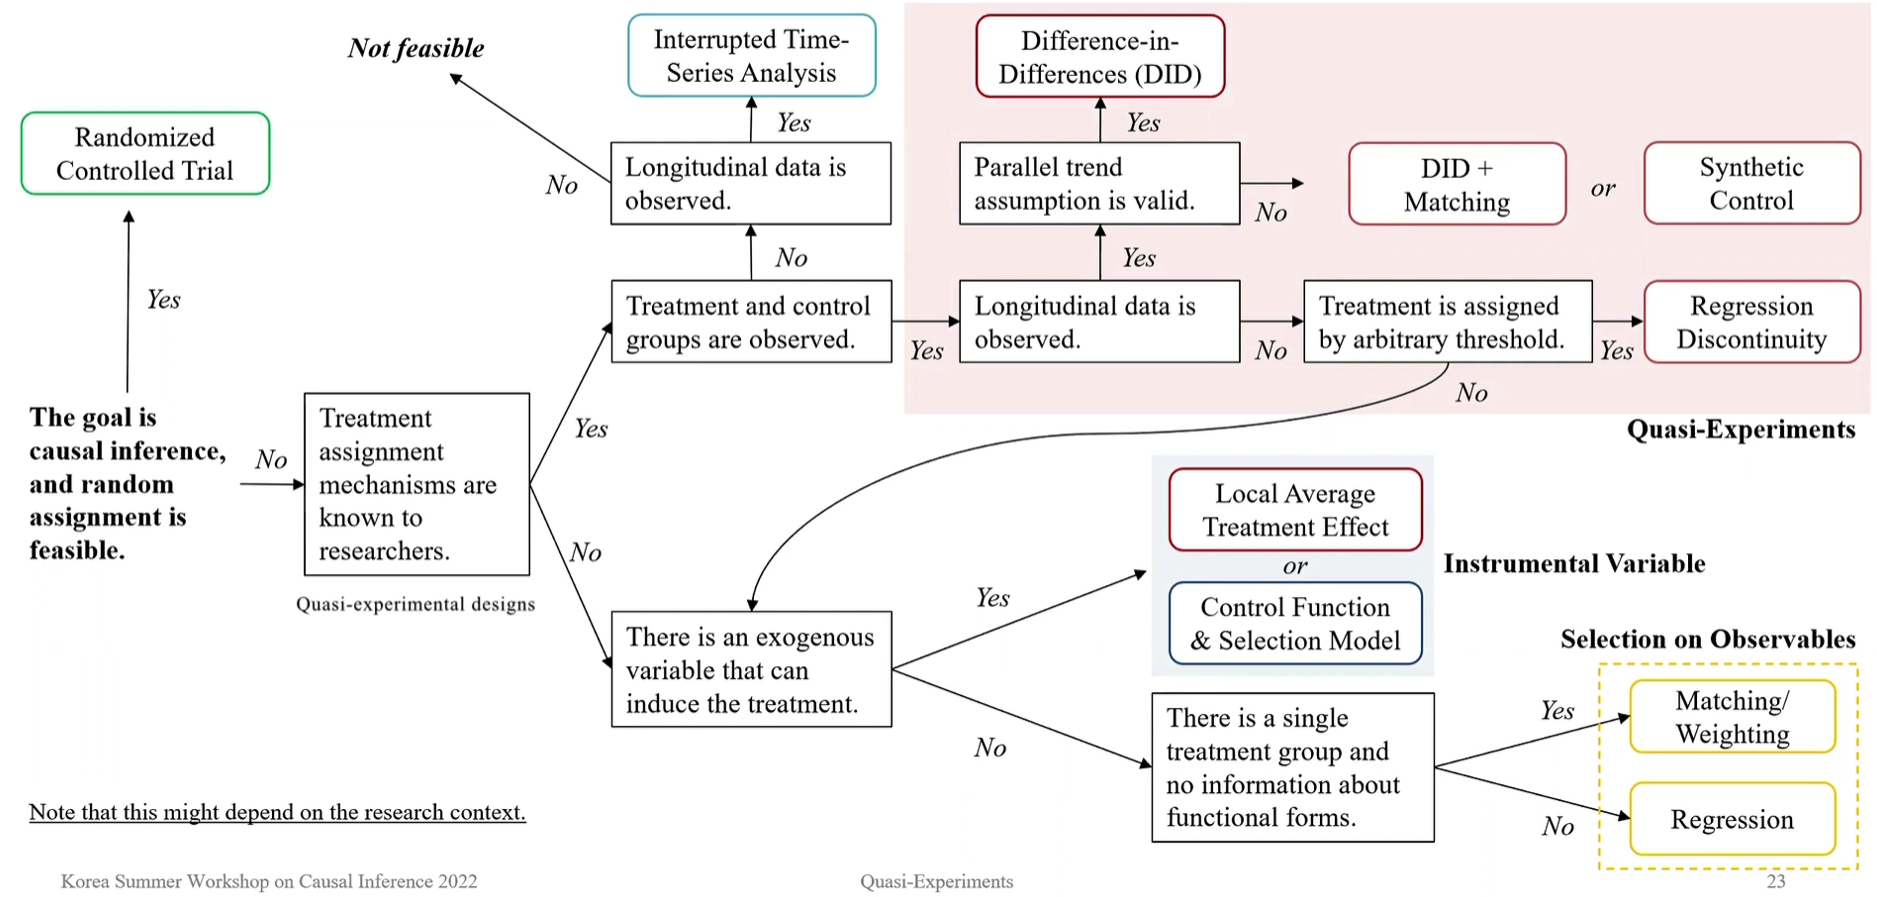 Not feasible
Interrupted Time-
Series Analysis
Difference-in-
Differences (DID)
Randomized
Controlled Trial
Yes
Yes
Longitudinal data is
observed.
No
Parallel trend
assumption is valid.
No
DID +
Matching
or
Synthetic
Control
No
Yes
Yes
Treatment and control
groups are observed.
Yes
Longitudinal data is
observed.
No
Treatment is assigned
by arbitrary threshold.
Yes
Regression
Discontinuity
No
Quasi-Experiments
The goal is
causal inference,
and random
assignment is
feasible.
No
Treatment
assignment
mechanisms are
known to
researchers.
Quasi-experimental designs
Yes
No
Local Average
Treatment Effect
or
Control Function
& Selection Model
Instrumental Variable
There is an exogenous
variable that can
induce the treatment.
Yes
No
Selection on Observables
There is a single
treatment group and
no information about
functional forms.
Yes
Matching/
Weighting
No
Regression
Note that this might depend on the research context.
Korea Summer Workshop on Causal Inference 2022
Quasi-Experiments
23